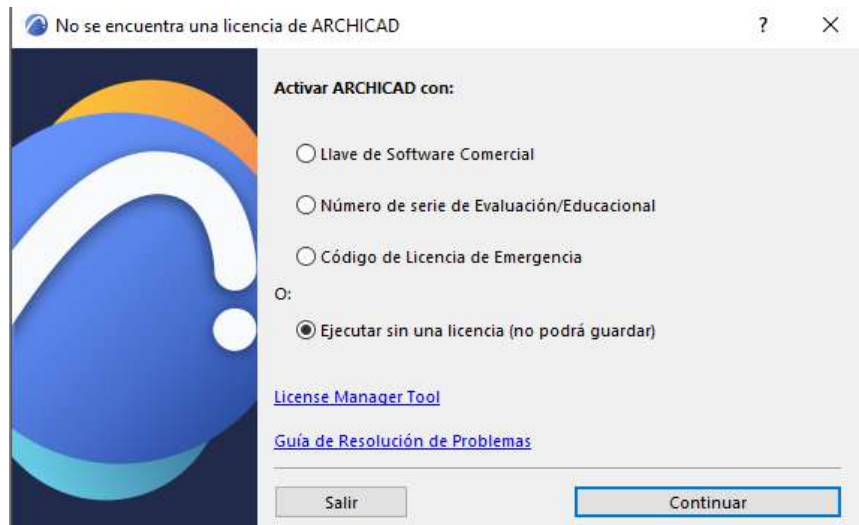 No se encuentra una licencia de ARCHICAD
?
Activar ARCHICAD con:
Llave de Software Comercial
Número de serie de Evaluación/Educacional
Código de Licencia de Emergencia
O:
Ejecutar sin una licencia (no podrá guardar)
License Manager Tool
Guía de Resolución de Problemas
Salir
Continuar